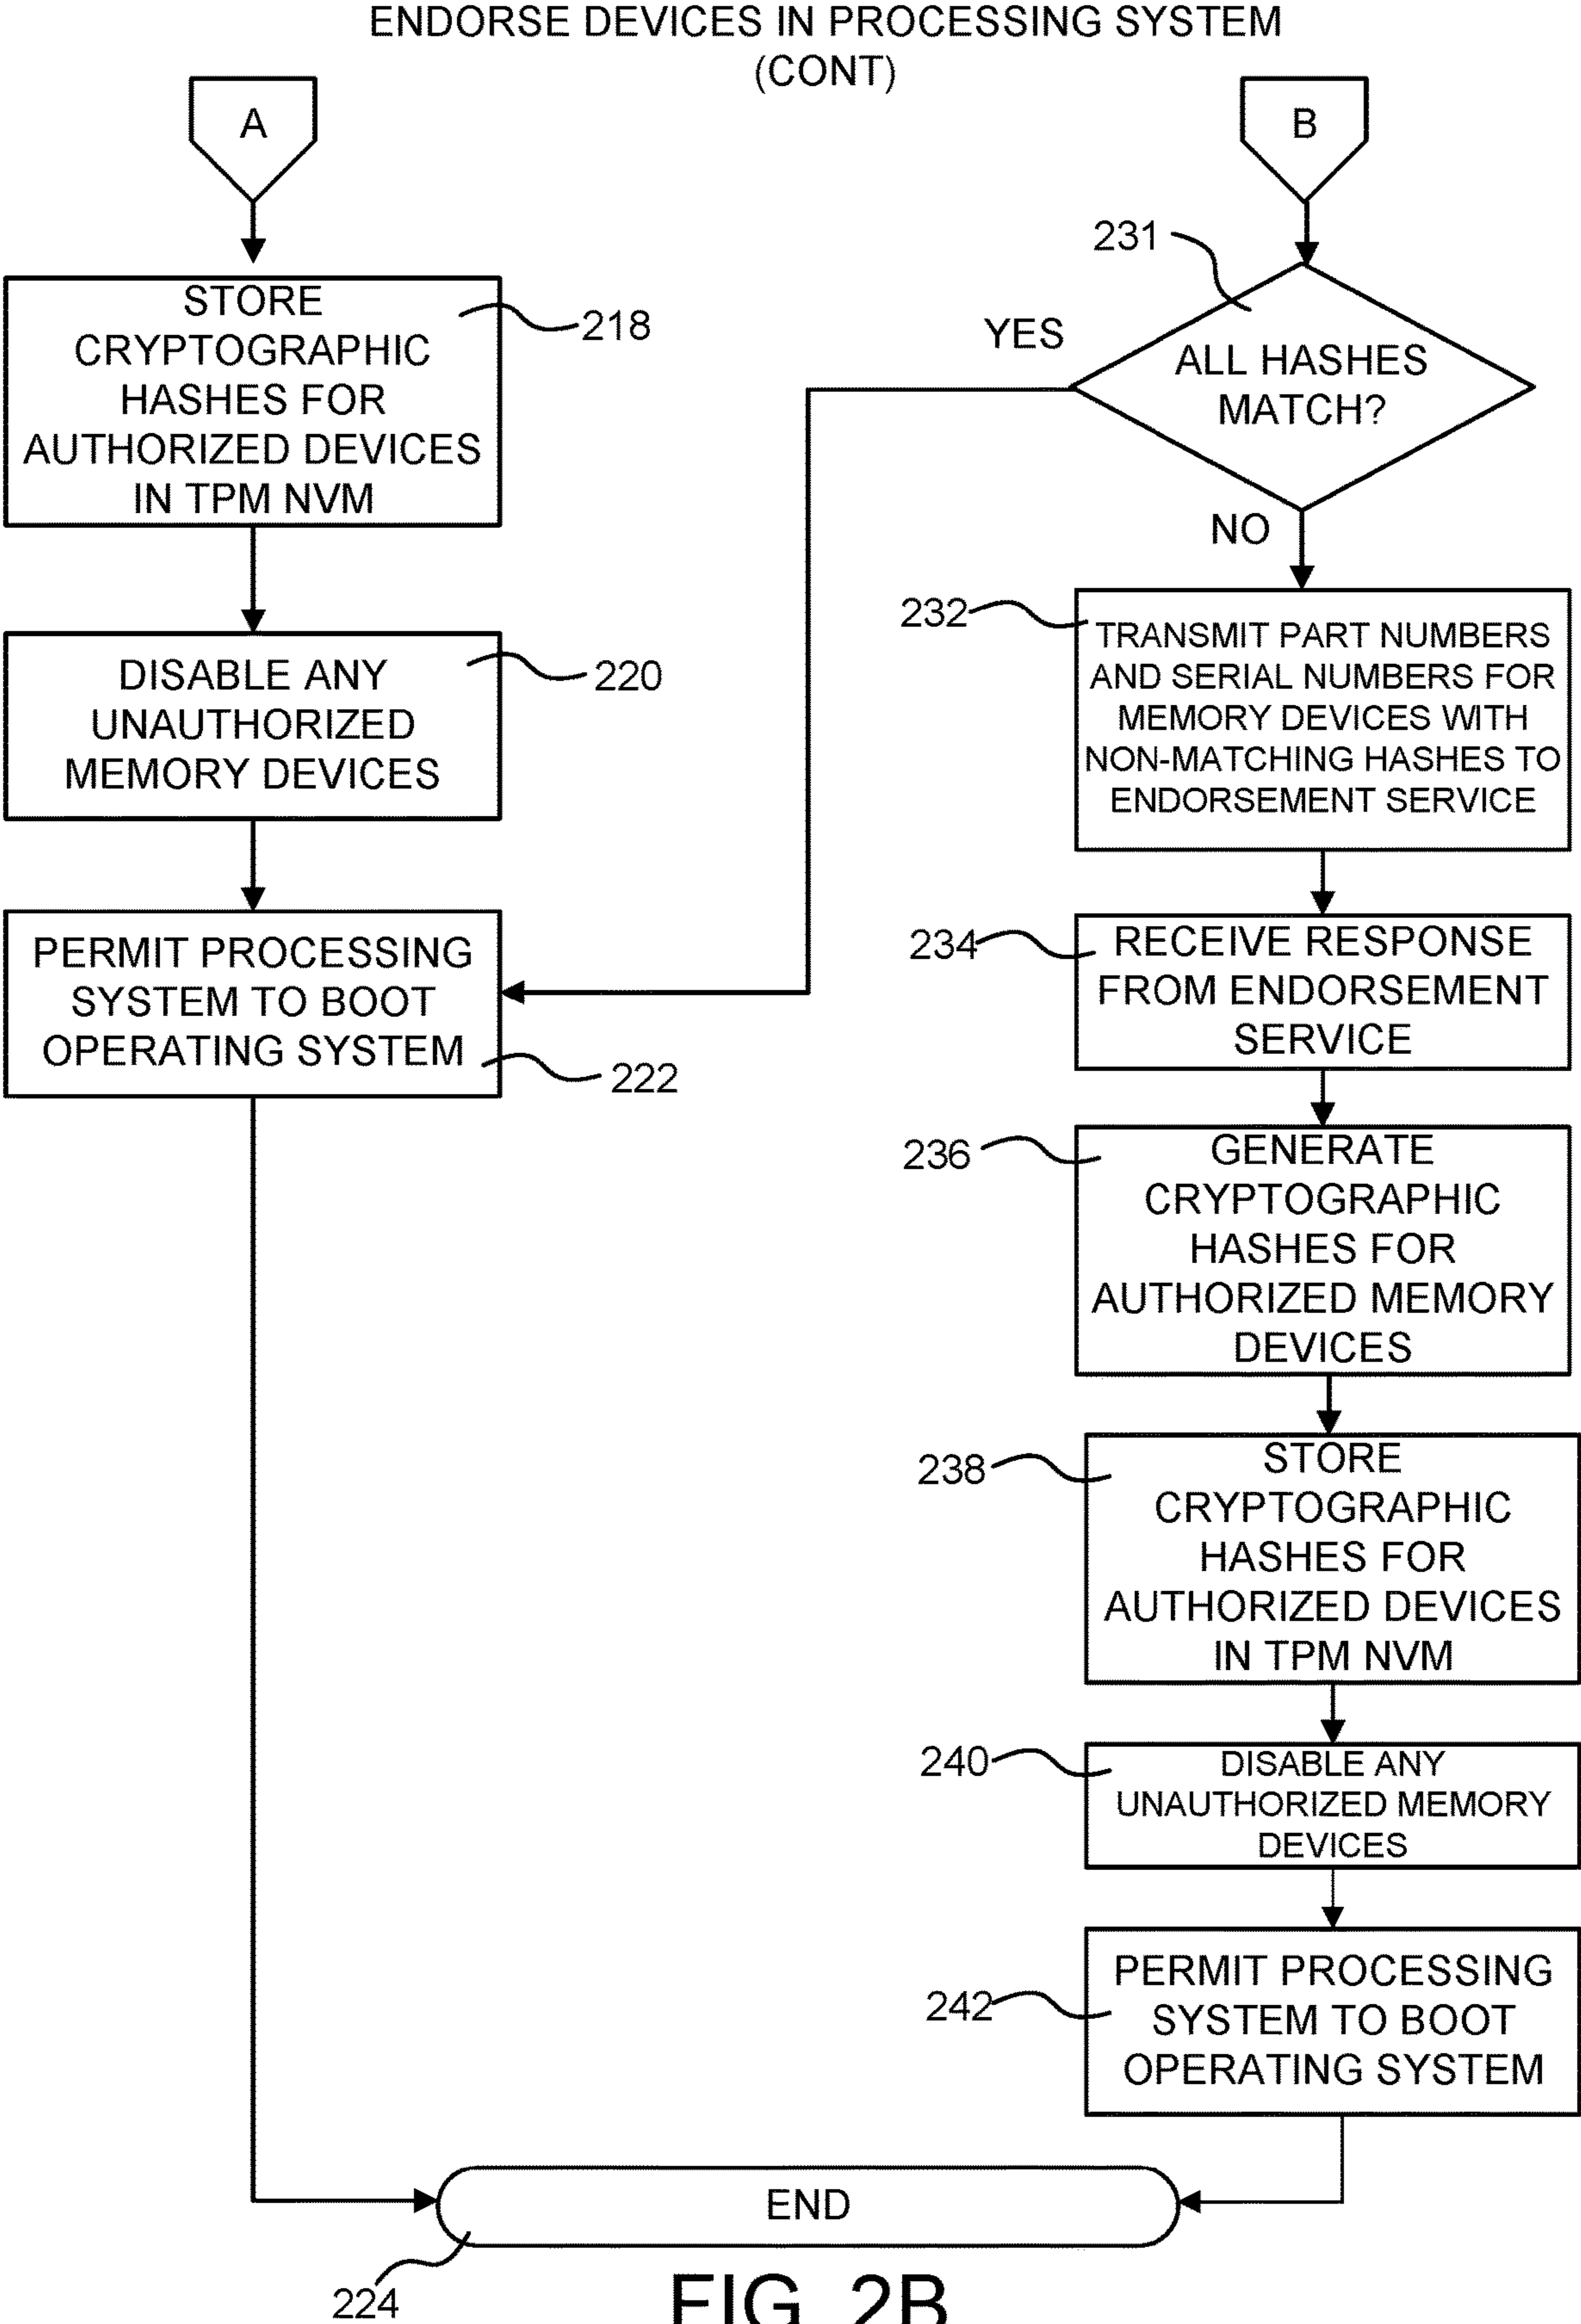 ENDORSE DEVICES IN PROCESSING SYSTEM
(CONT)
A
STORE
CRYPTOGRAPHIC
HASHES FOR
AUTHORIZED DEVICES
IN TPM NVM
218
DISABLE ANY
UNAUTHORIZED
MEMORY DEVICES
220
PERMIT PROCESSING
SYSTEM TO BOOT
OPERATING SYSTEM
222
B
231
ALL HASHES
MATCH?
YES
NO
232
TRANSMIT PART NUMBERS
AND SERIAL NUMBERS FOR
MEMORY DEVICES WITH
NON-MATCHING HASHES TO
ENDORSEMENT SERVICE
234
RECEIVE RESPONSE
FROM ENDORSEMENT
SERVICE
236
GENERATE
CRYPTOGRAPHIC
HASHES FOR
AUTHORIZED MEMORY
DEVICES
238
STORE
CRYPTOGRAPHIC
HASHES FOR
AUTHORIZED DEVICES
IN TPM NVM
240
DISABLE ANY
UNAUTHORIZED MEMORY
DEVICES
242
PERMIT PROCESSING
SYSTEM TO BOOT
OPERATING SYSTEM
END
224
FIG. 2B